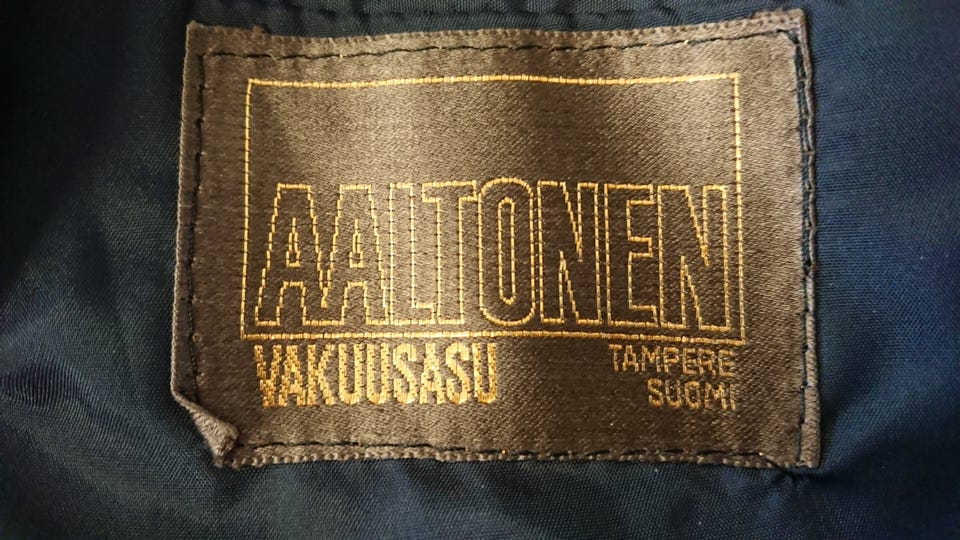 AALTONEN
VAKUUSASU
TAMPERE
SUOMI